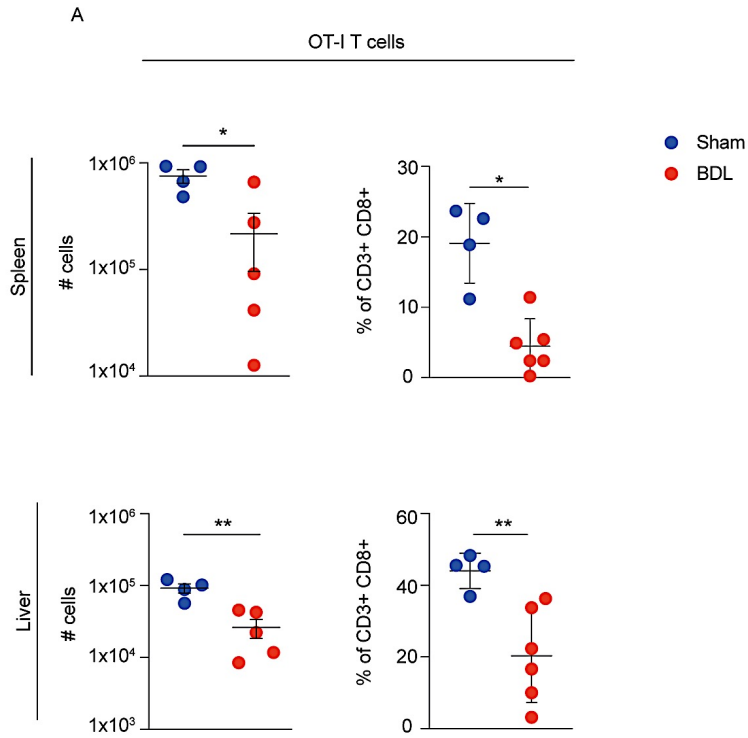 A
OT-I T cells
Sham
BDL
Spleen
# cells
1x10⁶
1x10⁵
1x10⁴
*
% of CD3+ CD8+
30
20
10
0
*
Liver
# cells
1x10⁶
1x10⁵
1x10⁴
1x10³
**
% of CD3+ CD8+
60
40
20
0
**